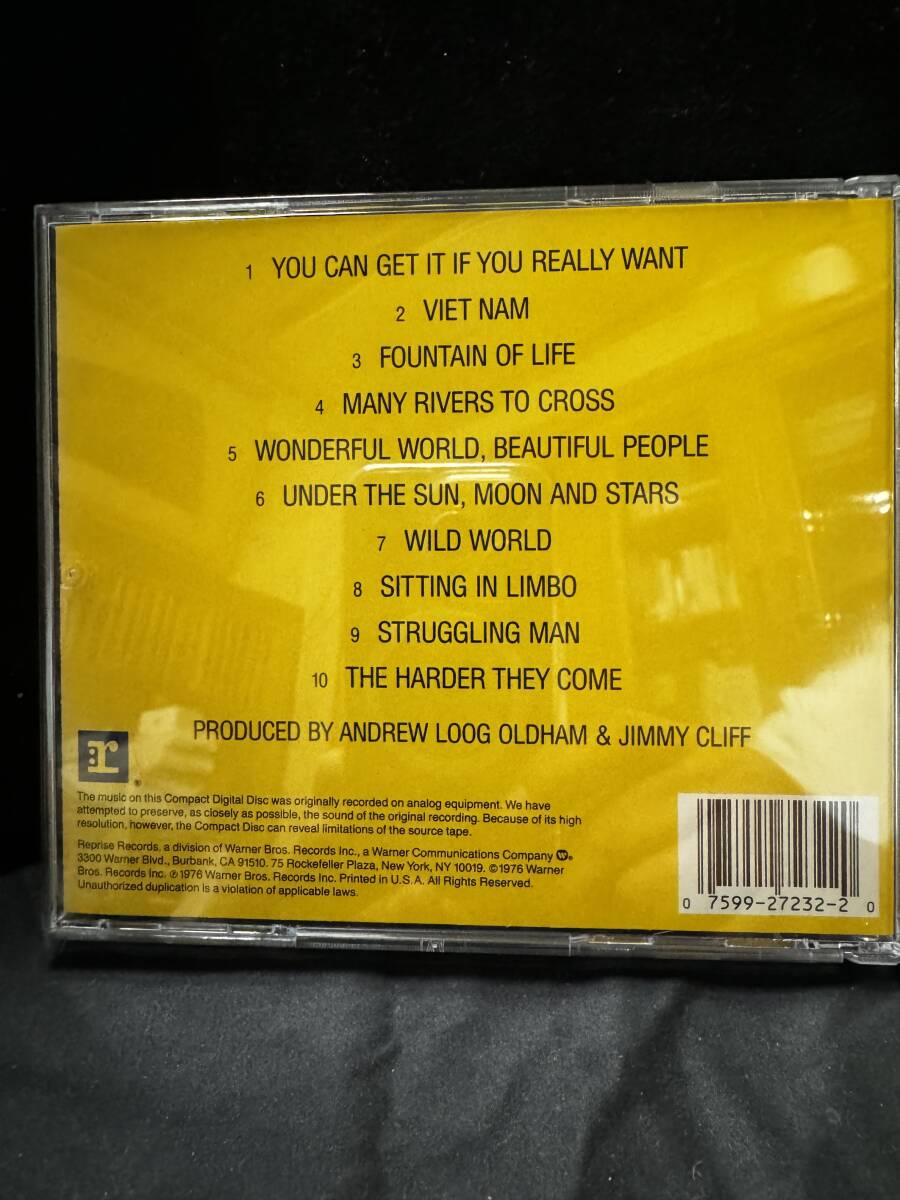 1 YOU CAN GET IT IF YOU REALLY WANT
2 VIET NAM
3 FOUNTAIN OF LIFE
4 MANY RIVERS TO CROSS
5 WONDERFUL WORLD, BEAUTIFUL PEOPLE
6 UNDER THE SUN, MOON AND STARS
7 WILD WORLD
8 SITTING IN LIMBO
9 STRUGGLING MAN
10 THE HARDER THEY COME
PRODUCED BY ANDREW LOOG OLDHAM & JIMMY CLIFF
:r ®
The music on this Compact Digital Disc was originally recorded on analog equipment. We have
attempted to preserve, as closely as possible, the sound of the original recording. Because of its high
resolution, however, the Compact Disc can reveal limitations of the source tape.
Reprise Records, a division of Warner Bros. Records Inc., a Warner Communications Company W.
3300 Warner Blvd., Burbank, CA 91510. 75 Rockefeller Plaza, New York, NY 10019. ©1976 Warner
Bros. Records Inc. ℗1976 Warner Bros. Records Inc. Printed in U.S.A. All Rights Reserved.
Unauthorized duplication is a violation of applicable laws.
0 7599-27232-2 0